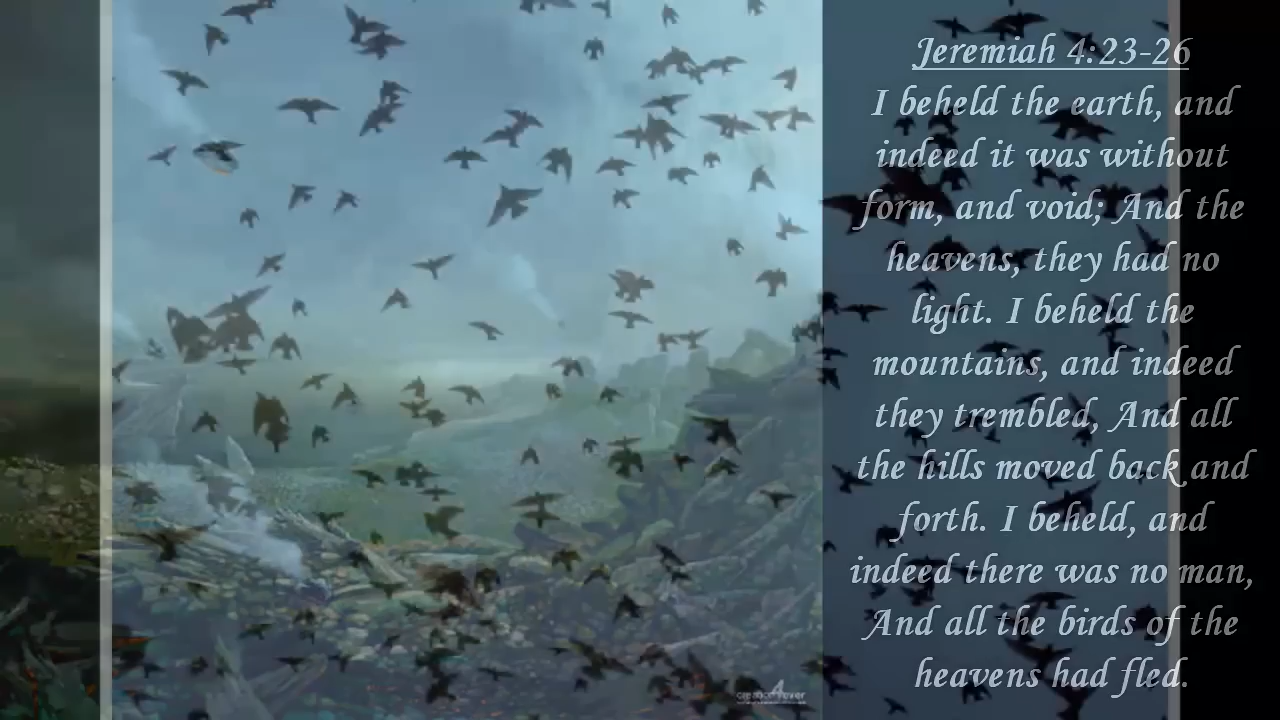 Jeremiah 4:23-26
I beheld the earth, and
indeed it was without
form, and void; And the
heavens, they had no
light. I beheld the
mountains, and indeed
they trembled, And all
the hills moved back and
forth. I beheld, and
indeed there was no man,
And all the birds of the
heavens had fled.